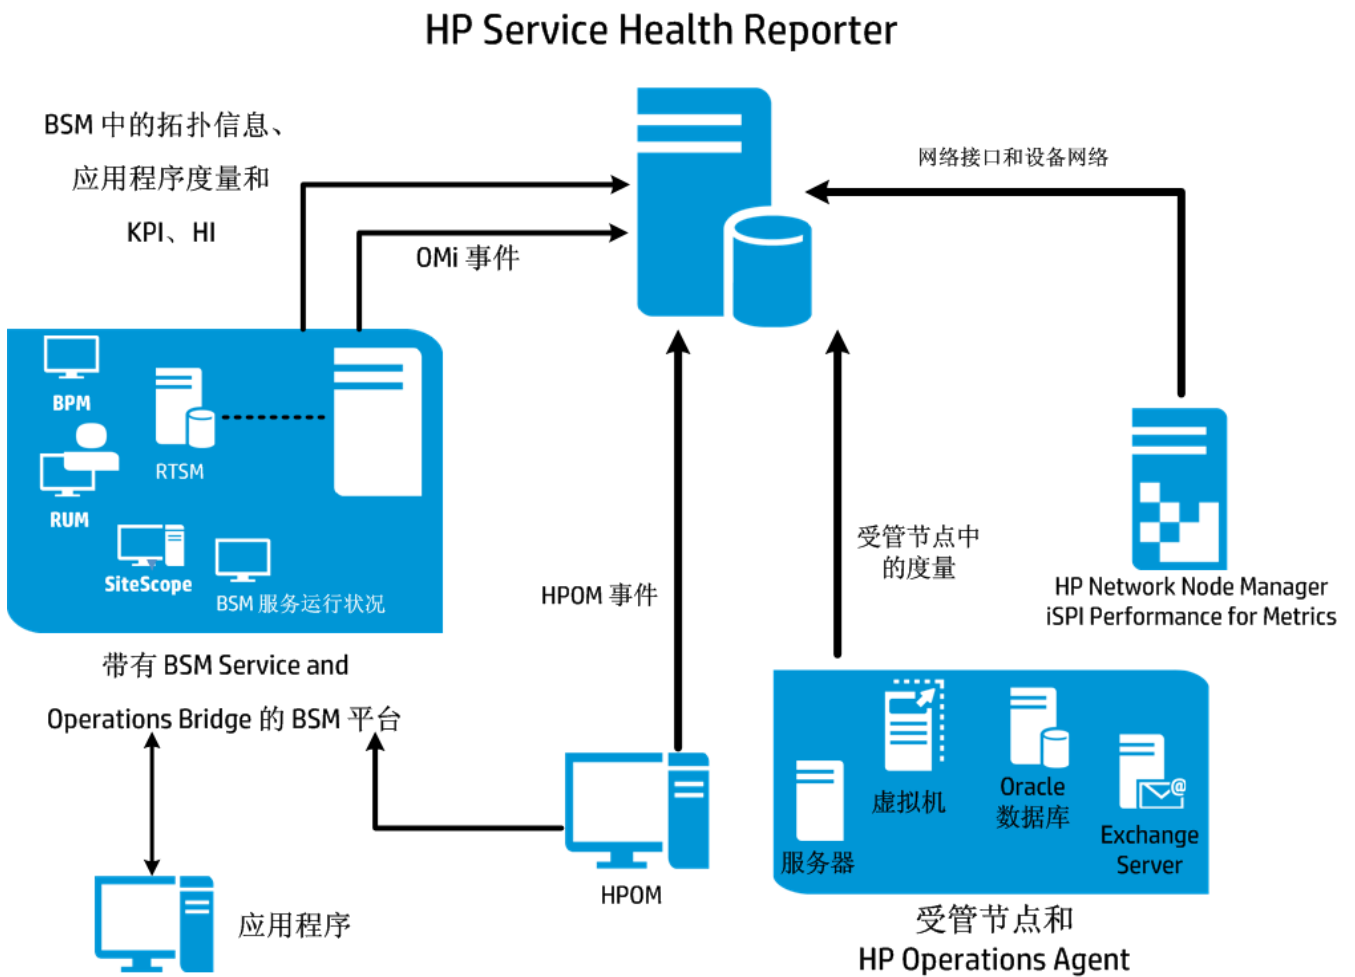 HP Service Health Reporter
BSM 中的拓扑信息、
应用程序度量和
KPI、HI
OMi 事件
网络接口和设备网络
BPM
RTSM
RUM
SiteScope
BSM 服务运行状况
带有 BSM Service and
Operations Bridge 的 BSM 平台
HPOM 事件
受管节点中
的度量
HP Network Node Manager
iSPI Performance for Metrics
应用程序
HPOM
服务器
虚拟机
Oracle
数据库
Exchange
Server
@
受管节点和
HP Operations Agent